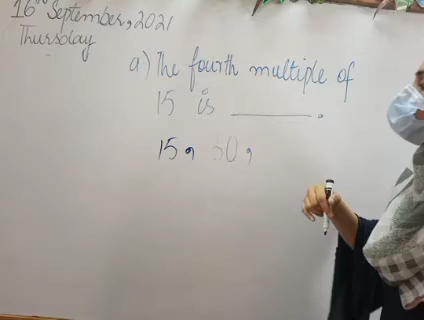 16th September, 2021
Thursday
a) The fourth multiple of
15 is ______.
15, 30,